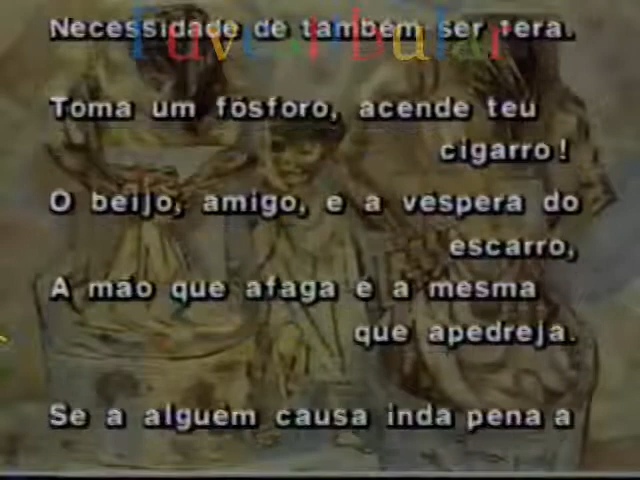 Necessidade de também ser fera.
Fuvestibular
Toma um fósforo, acende teu
cigarro!
O beijo, amigo, é a véspera do
escarro,
A mão que afaga é a mesma
que apedreja.
Se a alguém causa inda pena a